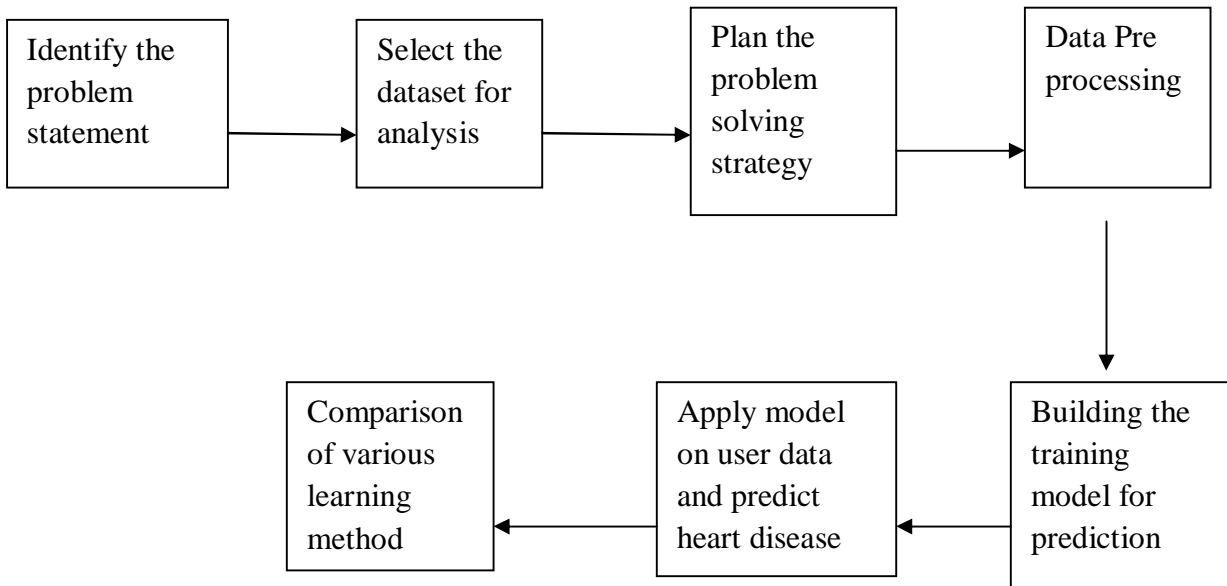 Identify the
problem
statement
Select the
dataset for
analysis
Plan the
problem
solving
strategy
Data Pre
processing
Building the
training
model for
prediction
Apply model
on user data
and predict
heart disease
Comparison
of various
learning
method